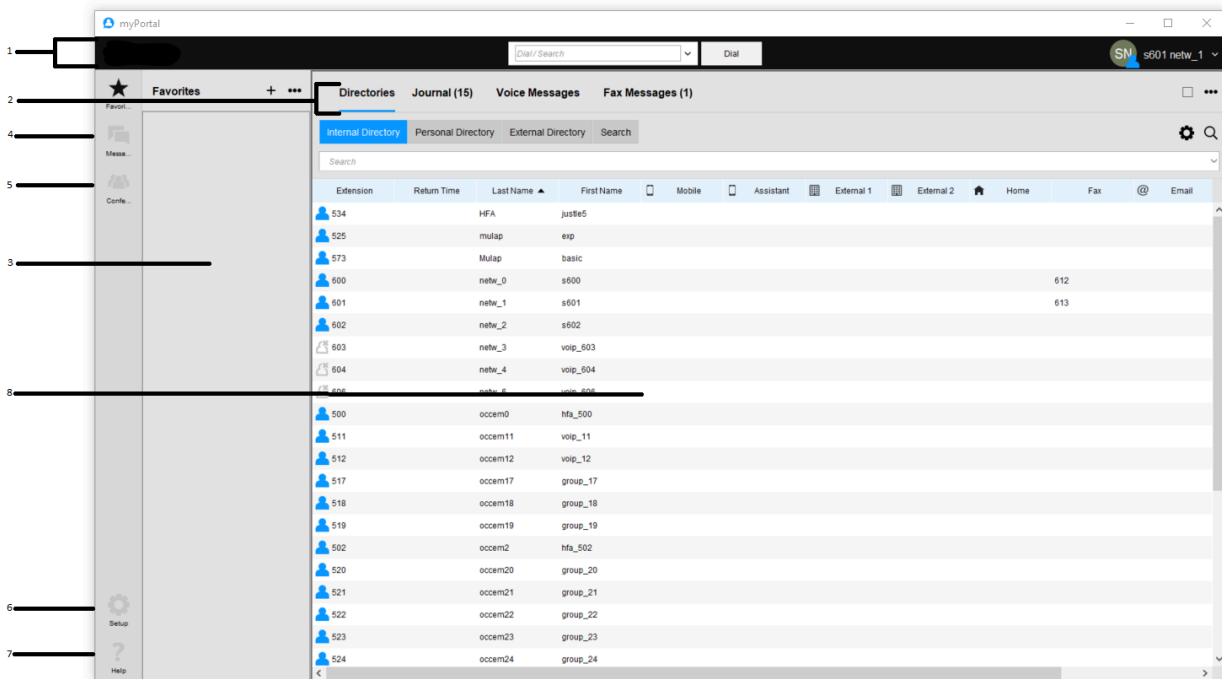 myPortal
1
Dial/Search
Dial
SN
s601 netw_1
2
Favori...
Favorites + •••
Directories Journal (15) Voice Messages Fax Messages (1)
4
Messa...
Internal Directory Personal Directory External Directory Search
Search
5
Confe...
Extension Return Time Last Name First Name Mobile Assistant External 1 External 2 Home Fax @ Email
534 HFA justle5
525 mulap exp
3
573 Mulap basic
600 netw_0 s600 612
601 netw_1 s601 613
602 netw_2 s602
603 netw_3 voip_603
604 netw_4 voip_604
8
500 occem0 hfa_500
511 occem11 voip_11
512 occem12 voip_12
517 occem17 group_17
518 occem18 group_18
519 occem19 group_19
502 occem2 hfa_502
520 occem20 group_20
521 occem21 group_21
6
Setup
522 occem22 group_22
523 occem23 group_23
7
Help
524 occem24 group_24